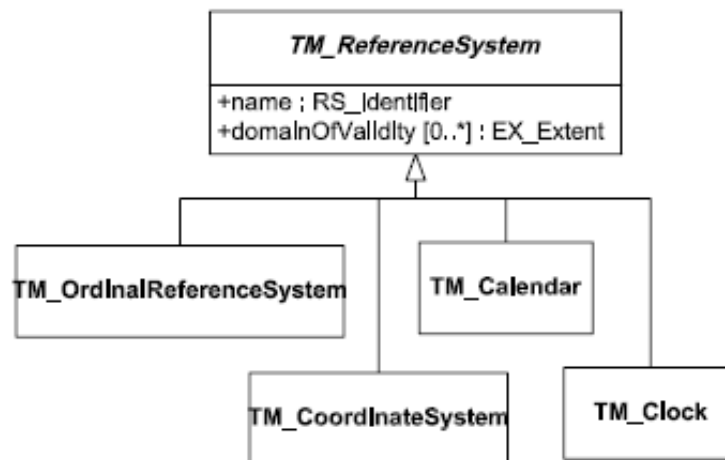 TM_ReferenceSystem
+name : RS_Identifier
+domainOfValidity [0..*] : EX_Extent
TM_OrdinalReferenceSystem
TM_Calendar
TM_CoordinateSystem
TM_Clock